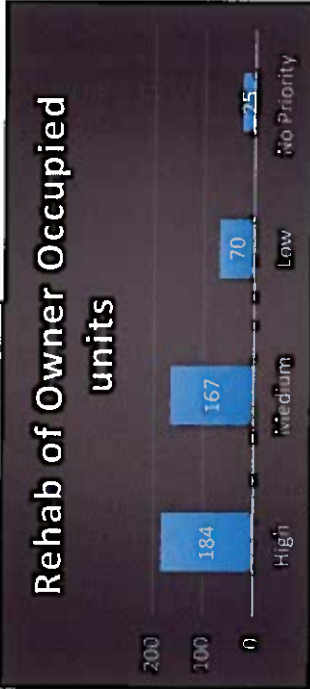 Rehab of Owner Occupied
units
200
100
0
184
167
70
25
High
Medium
Low
No Priority